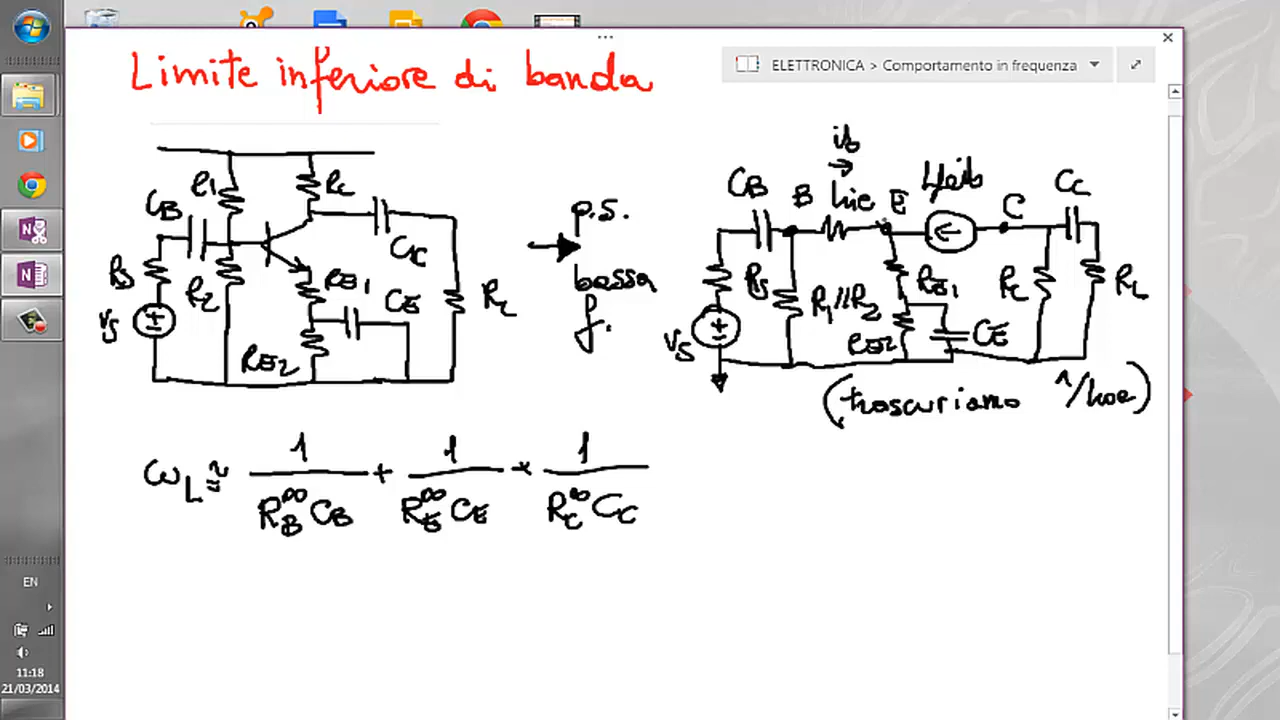 Limite inferiore di banda
ELETTRONICA > Comportamento in frequenza
R1
RC
CB
CC
RS
R2
RE1
CE
RL
vs
RE2
p.s.
bassa
f.
ib
CB
B
hie
E
hfeib
C
CC
RS
R1//R2
RE1
RC
RL
vs
RE2
CE
(trascuriamo 1/hoe)
ωL ≃ 1/(RB∞ CB) + 1/(RE∞ CE) + 1/(RC∞ CC)
EN
11:18
21/03/2014